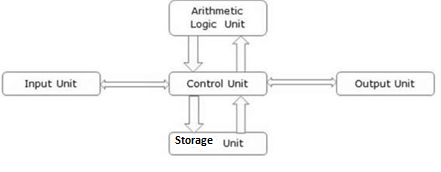 Arithmetic
Logic Unit
Input Unit
Control Unit
Output Unit
Storage Unit